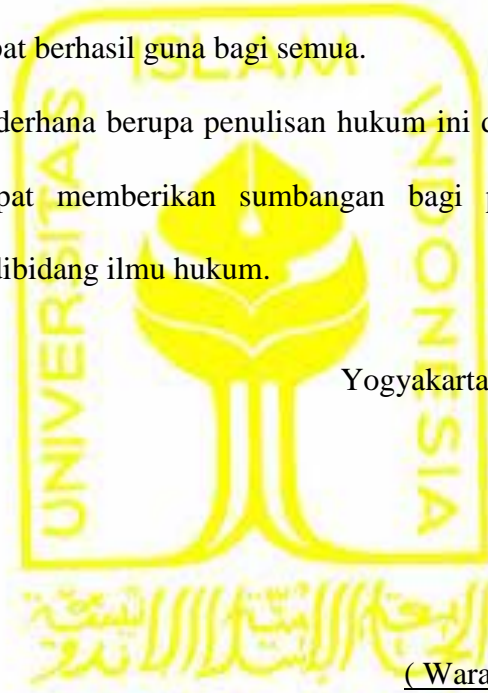 pat berhasil guna bagi semua.
derhana berupa penulisan hukum ini d
pat memberikan sumbangan bagi p
dibidang ilmu hukum.
Yogyakarta
( Wara
UNIVERSITAS
ISLAM
INDONESIA